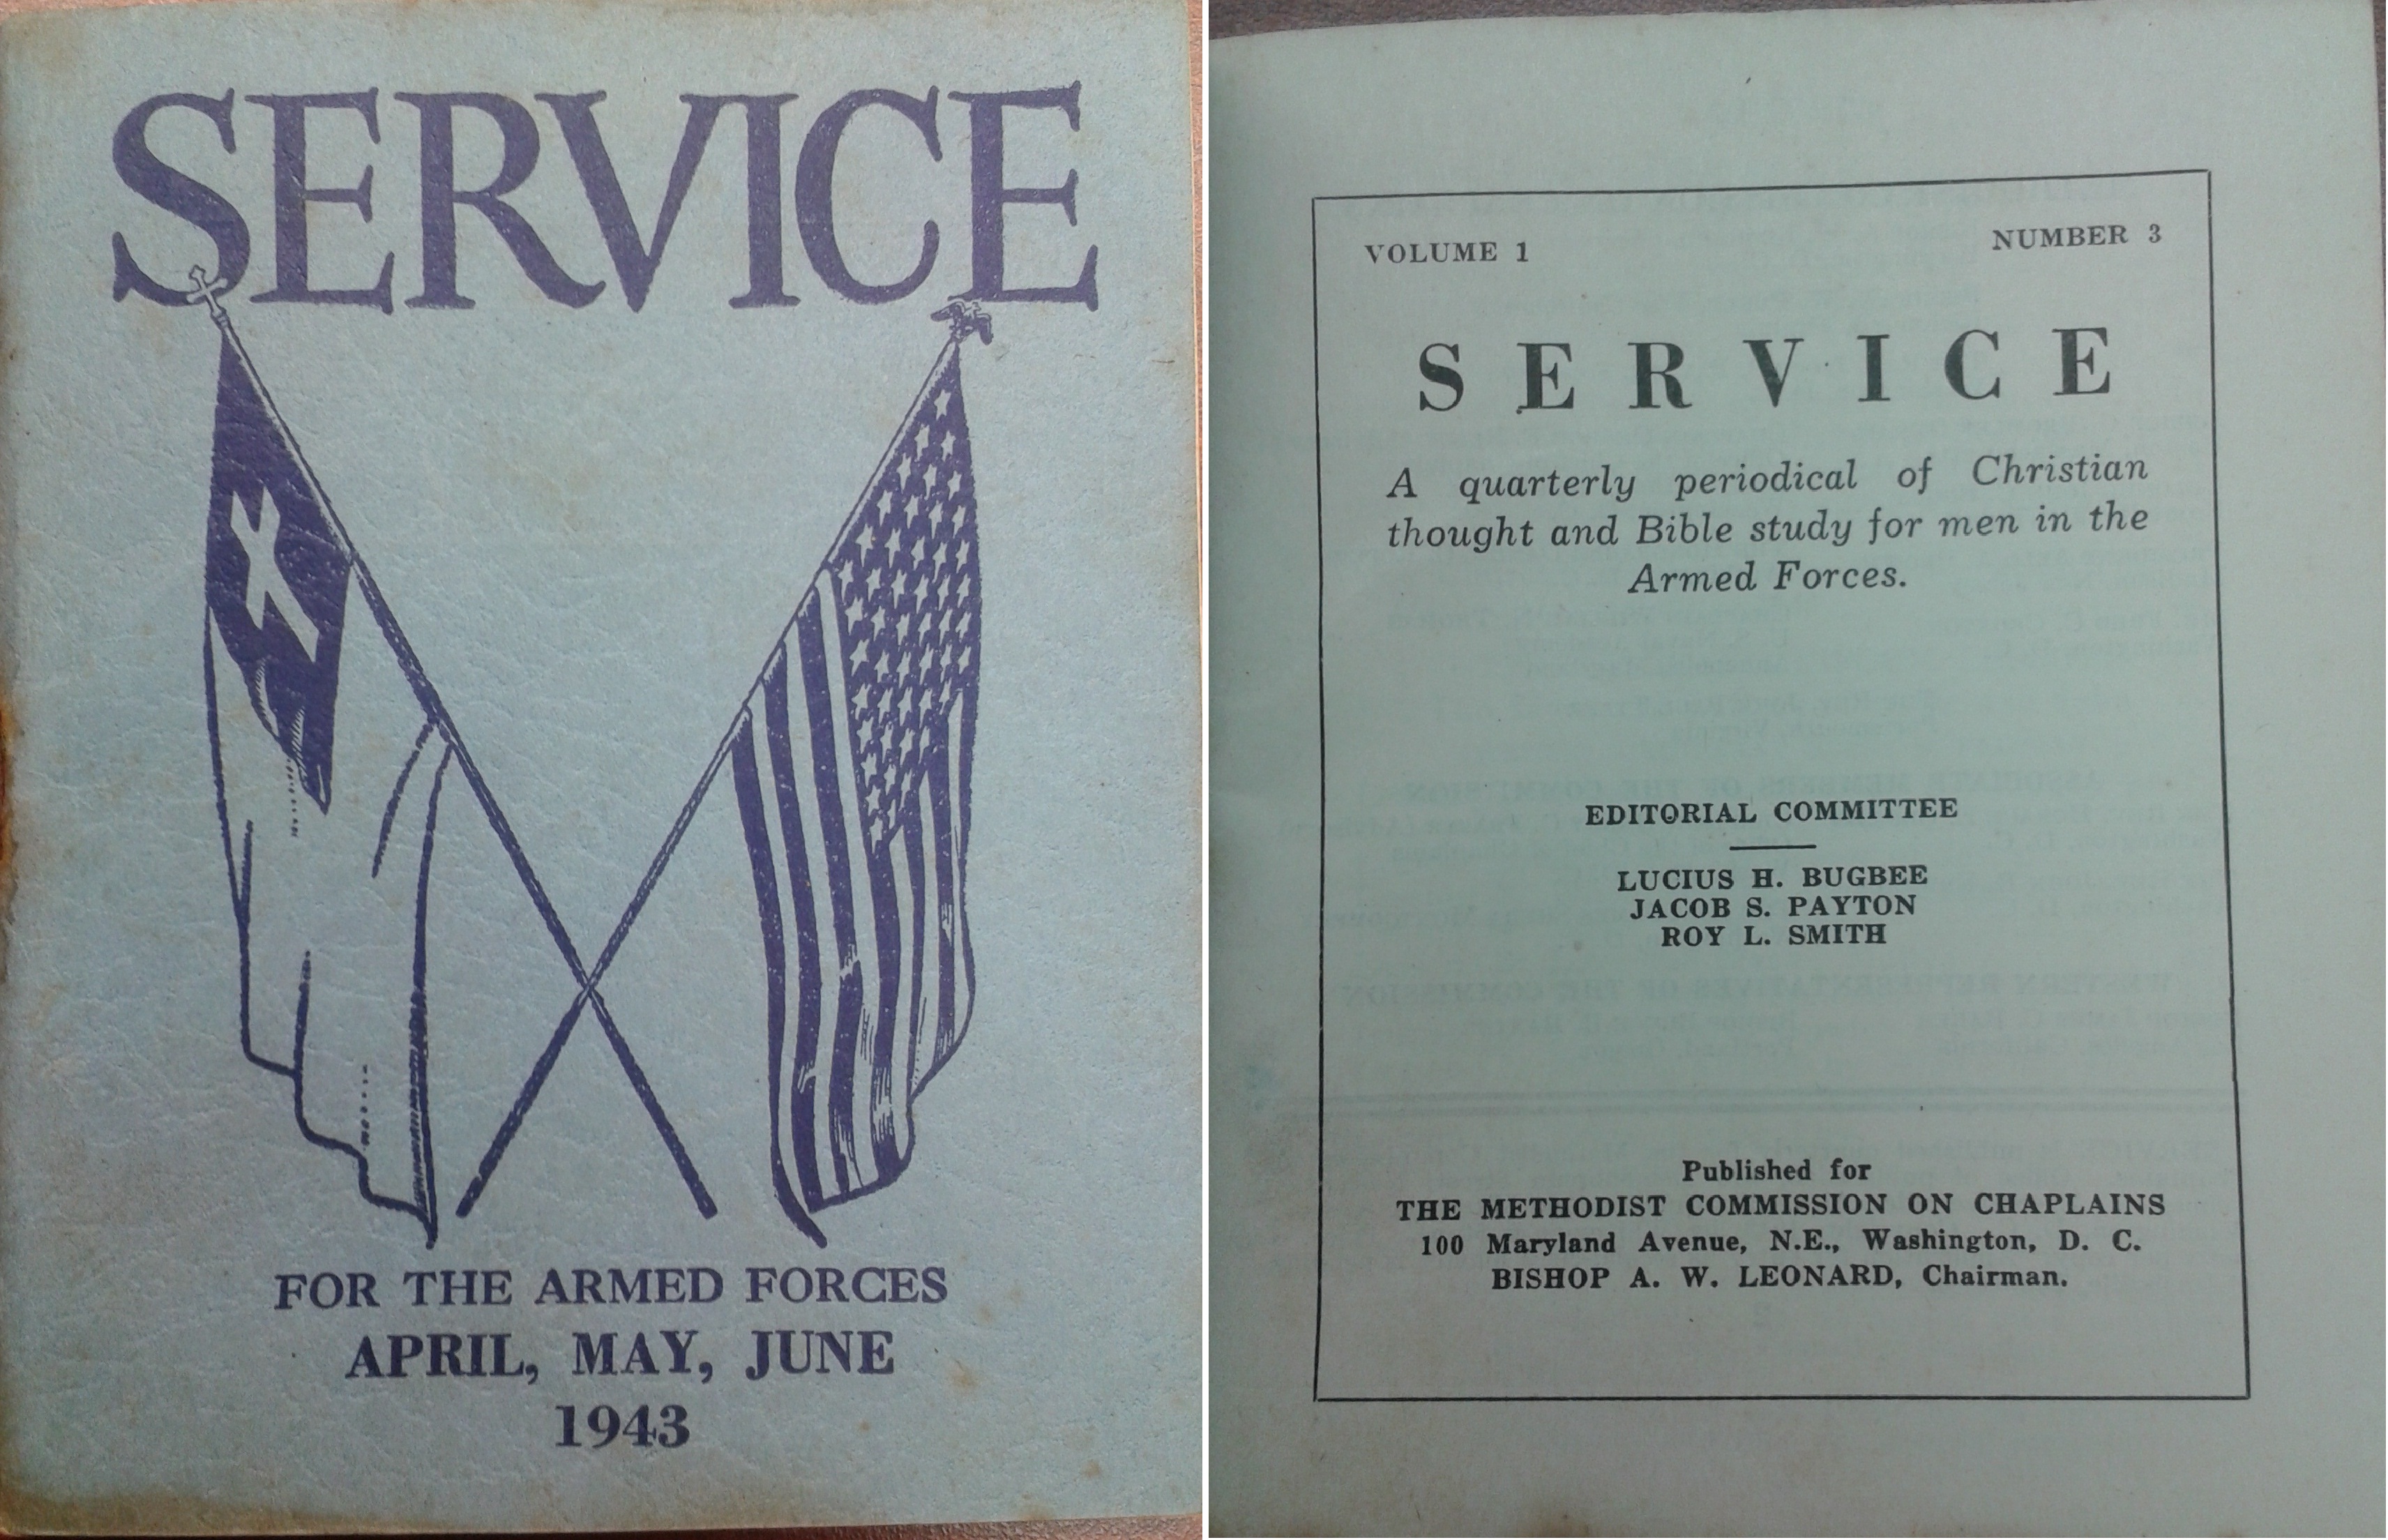 SERVICE
FOR THE ARMED FORCES
APRIL, MAY, JUNE
1943
VOLUME 1 NUMBER 3
SERVICE
A quarterly periodical of Christian
thought and Bible study for men in the
Armed Forces.
EDITORIAL COMMITTEE
LUCIUS H. BUGBEE
JACOB S. PAYTON
ROY L. SMITH
Published for
THE METHODIST COMMISSION ON CHAPLAINS
100 Maryland Avenue, N.E., Washington, D. C.
BISHOP A. W. LEONARD, Chairman.